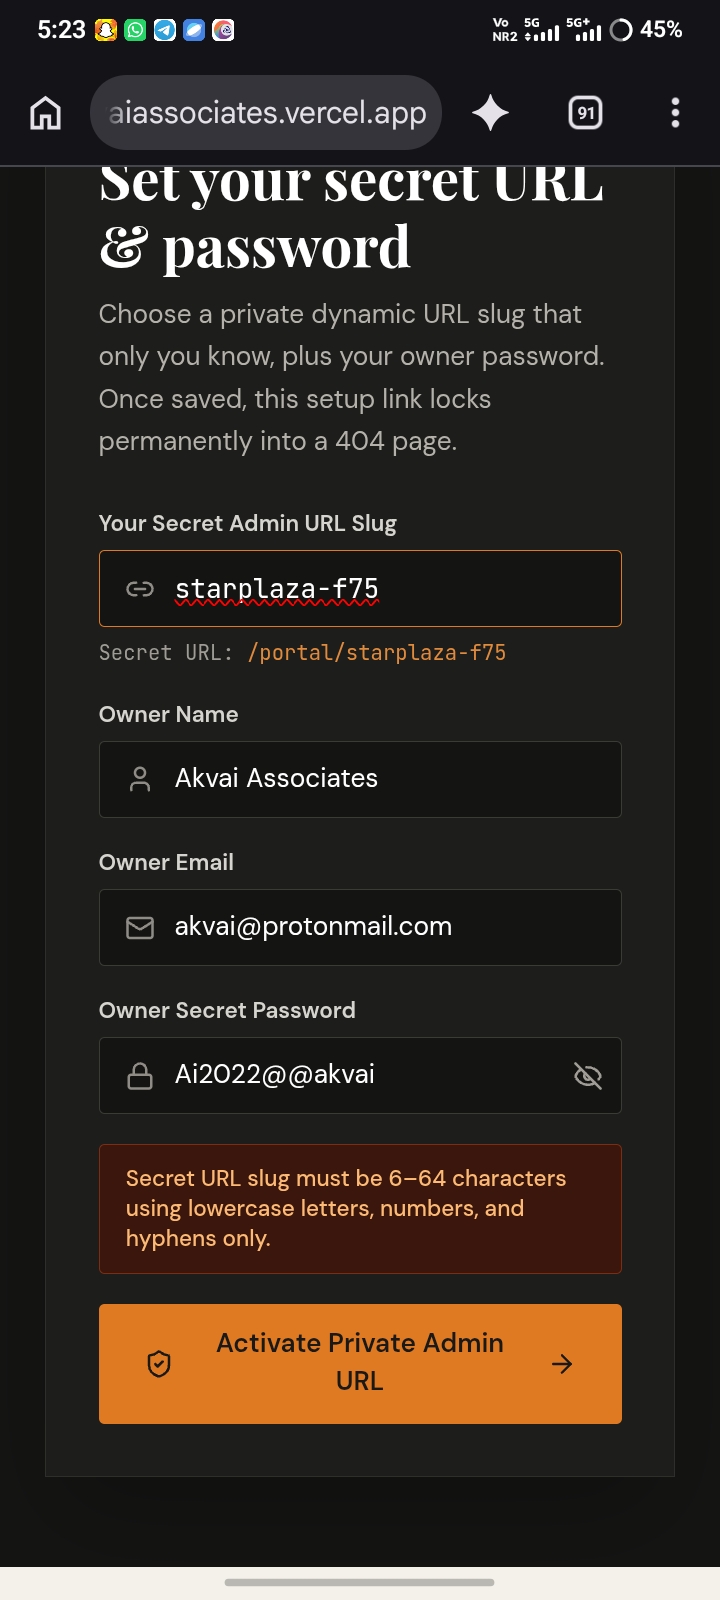 5:23
Vo
NR2
5G
5G+
45%
aiassociates.vercel.app
91
Set your secret URL
& password
Choose a private dynamic URL slug that
only you know, plus your owner password.
Once saved, this setup link locks
permanently into a 404 page.
Your Secret Admin URL Slug
starplaza-f75
Secret URL: /portal/starplaza-f75
Owner Name
Akvai Associates
Owner Email
akvai@protonmail.com
Owner Secret Password
Ai2022@@akvai
Secret URL slug must be 6–64 characters
using lowercase letters, numbers, and
hyphens only.
Activate Private Admin
URL